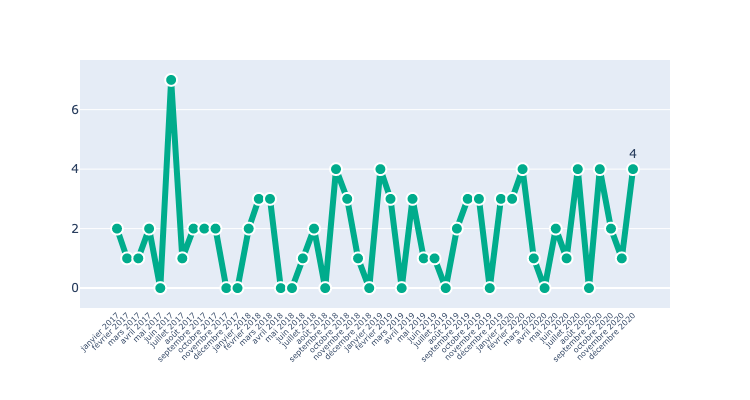 6
4
2
0
4
janvier 2017
février 2017
mars 2017
avril 2017
mai 2017
juin 2017
juillet 2017
août 2017
septembre 2017
octobre 2017
novembre 2017
décembre 2017
janvier 2018
février 2018
mars 2018
avril 2018
mai 2018
juin 2018
juillet 2018
août 2018
septembre 2018
octobre 2018
novembre 2018
décembre 2018
janvier 2019
février 2019
mars 2019
avril 2019
mai 2019
juin 2019
juillet 2019
août 2019
septembre 2019
octobre 2019
novembre 2019
décembre 2019
janvier 2020
février 2020
mars 2020
avril 2020
mai 2020
juin 2020
juillet 2020
août 2020
septembre 2020
octobre 2020
novembre 2020
décembre 2020